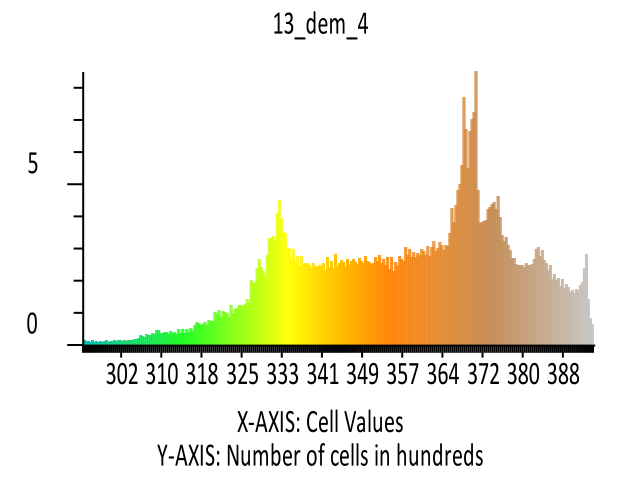 13_dem_4
5
0
302 310 318 325 333 341 349 357 364 372 380 388
X-AXIS: Cell Values
Y-AXIS: Number of cells in hundreds